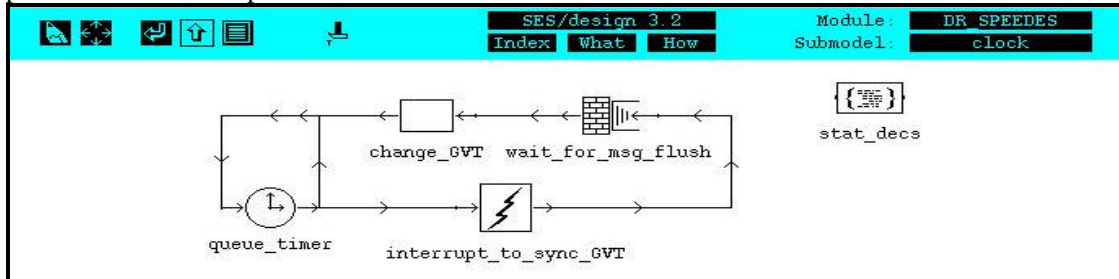 SES/design 3.2
Module: DR_SPEEDES
Index What How
Submodel: clock
stat_decs
change_GVT wait_for_msg_flush
queue_timer
interrupt_to_sync_GVT